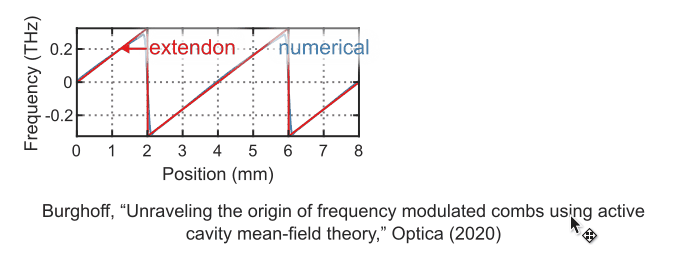 Frequency (THz)
0.2
0
-0.2
extendon
numerical
0 1 2 3 4 5 6 7 8
Position (mm)
Burghoff, “Unraveling the origin of frequency modulated combs using active
cavity mean-field theory,” Optica (2020)